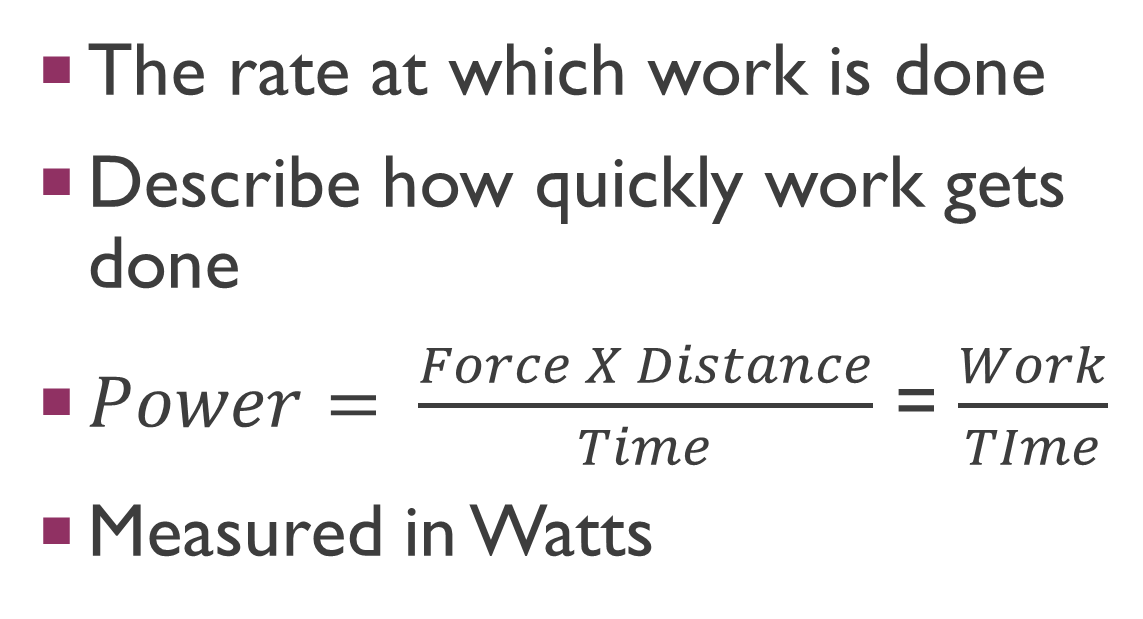 ▪ The rate at which work is done
▪ Describe how quickly work gets
done
▪ Power = Force X Distance / Time = Work / TIme
▪ Measured in Watts